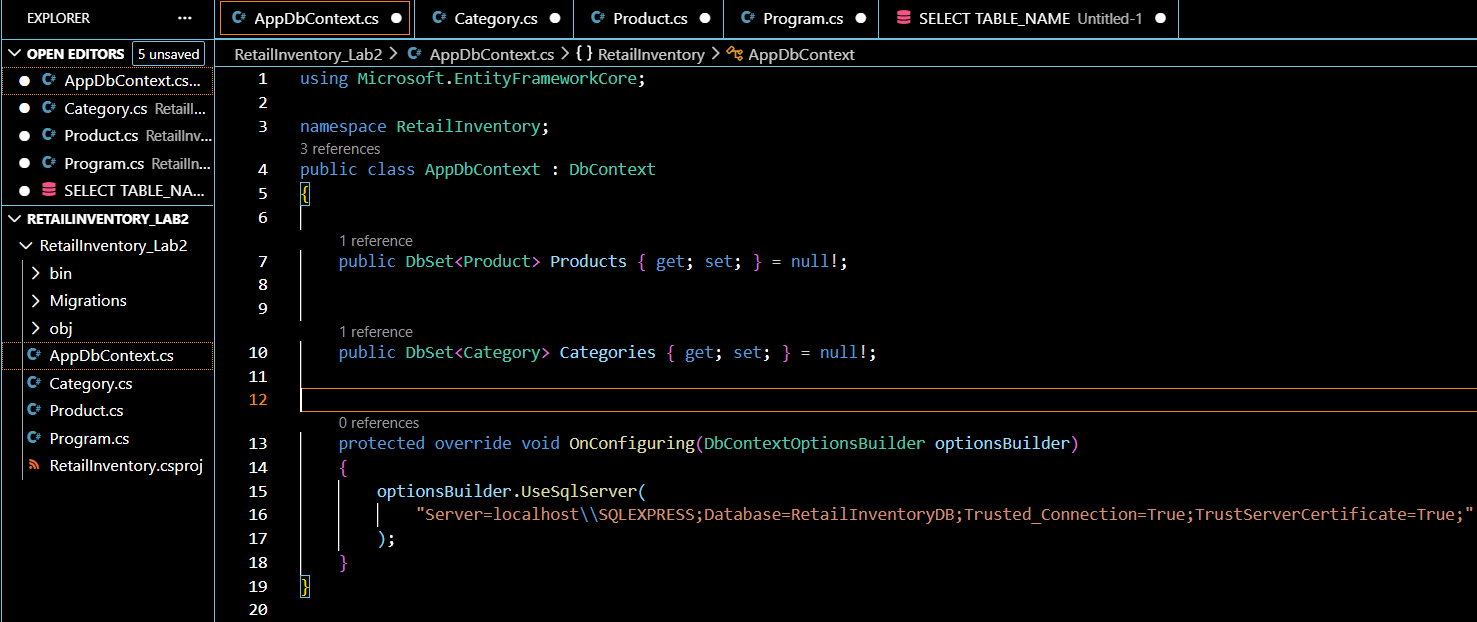 EXPLORER ...
AppDbContext.cs
Category.cs
Product.cs
Program.cs
SELECT TABLE_NAME Untitled-1
OPEN EDITORS 5 unsaved
AppDbContext.cs...
Category.cs RetailI...
Product.cs RetailInv...
Program.cs RetailIn...
SELECT TABLE_NA...
RETAILINVENTORY_LAB2
RetailInventory_Lab2
bin
Migrations
obj
AppDbContext.cs
Category.cs
Product.cs
Program.cs
RetailInventory.csproj
RetailInventory_Lab2 > AppDbContext.cs > {} RetailInventory > AppDbContext
1 using Microsoft.EntityFrameworkCore;
2
3 namespace RetailInventory;
3 references
4 public class AppDbContext : DbContext
5 {
6
1 reference
7 public DbSet<Product> Products { get; set; } = null!;
8
9
1 reference
10 public DbSet<Category> Categories { get; set; } = null!;
11
12
0 references
13 protected override void OnConfiguring(DbContextOptionsBuilder optionsBuilder)
14 {
15 optionsBuilder.UseSqlServer(
16 "Server=localhost\\SQLEXPRESS;Database=RetailInventoryDB;Trusted_Connection=True;TrustServerCertificate=True;"
17 );
18 }
19 }
20